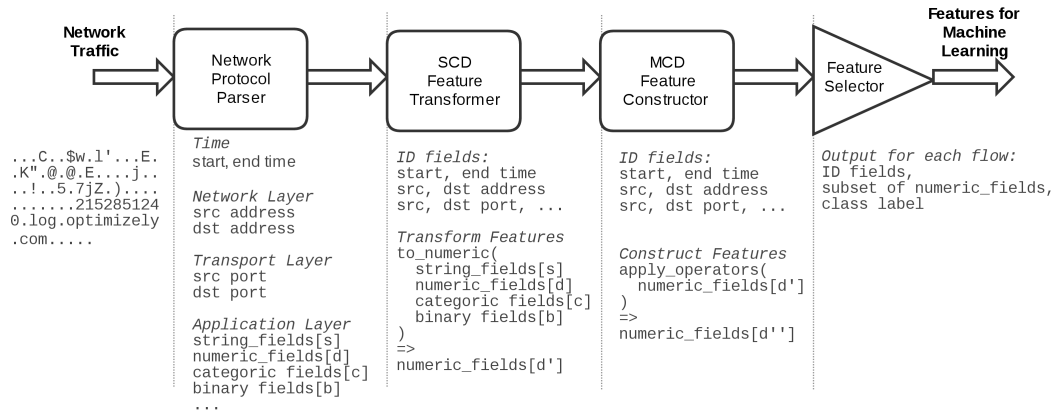 Network
Traffic
Features for
Machine
Learning
Network
Protocol
Parser
SCD
Feature
Transformer
MCD
Feature
Constructor
Feature
Selector
...C..$w.l'...E.
.K".@.@.E....j..
..!..5.7jZ.)....
.......215285124
0.log.optimizely
.com.....
Time
start, end time
Network Layer
src address
dst address
Transport Layer
src port
dst port
Application Layer
string_fields[s]
numeric_fields[d]
categoric fields[c]
binary fields[b]
...
ID fields:
start, end time
src, dst address
src, dst port, ...
Transform Features
to_numeric(
string_fields[s]
numeric_fields[d]
categoric fields[c]
binary fields[b]
)
=>
numeric_fields[d']
ID fields:
start, end time
src, dst address
src, dst port, ...
Construct Features
apply_operators(
numeric_fields[d']
)
=>
numeric_fields[d'']
Output for each flow:
ID fields,
subset of numeric_fields,
class label